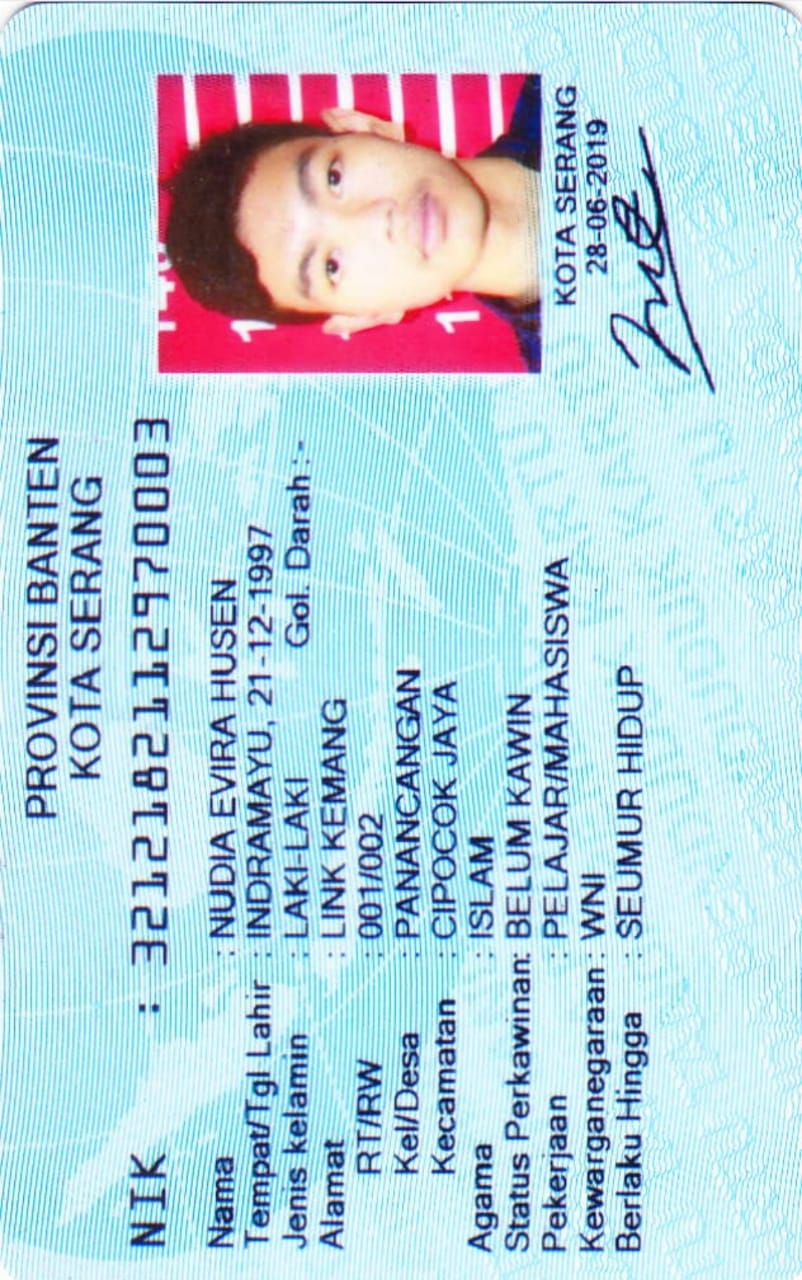 PROVINSI BANTEN
KOTA SERANG
NIK : 3212182112970003
Nama : NUDIA EVIRA HUSEN
Tempat/Tgl Lahir : INDRAMAYU, 21-12-1997
Jenis kelamin : LAKI-LAKI Gol. Darah : -
Alamat : LINK KEMANG
RT/RW : 001/002
Kel/Desa : PANANCANGAN
Kecamatan : CIPOCOK JAYA
Agama : ISLAM
Status Perkawinan: BELUM KAWIN
Pekerjaan : PELAJAR/MAHASISWA
Kewarganegaraan: WNI
Berlaku Hingga : SEUMUR HIDUP
KOTA SERANG
28-06-2019